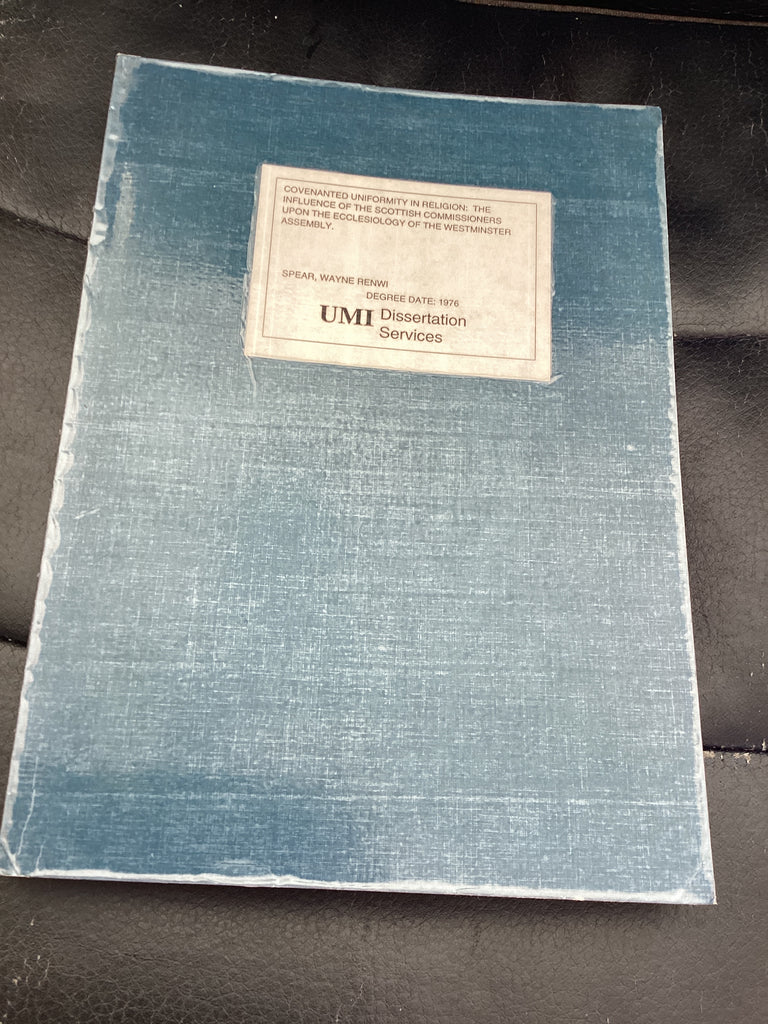 COVENANTED UNIFORMITY IN RELIGION: THE
INFLUENCE OF THE SCOTTISH COMMISSIONERS
UPON THE ECCLESIOLOGY OF THE WESTMINSTER
ASSEMBLY.
SPEAR, WAYNE RENWI
DEGREE DATE: 1976
UMI Dissertation
Services